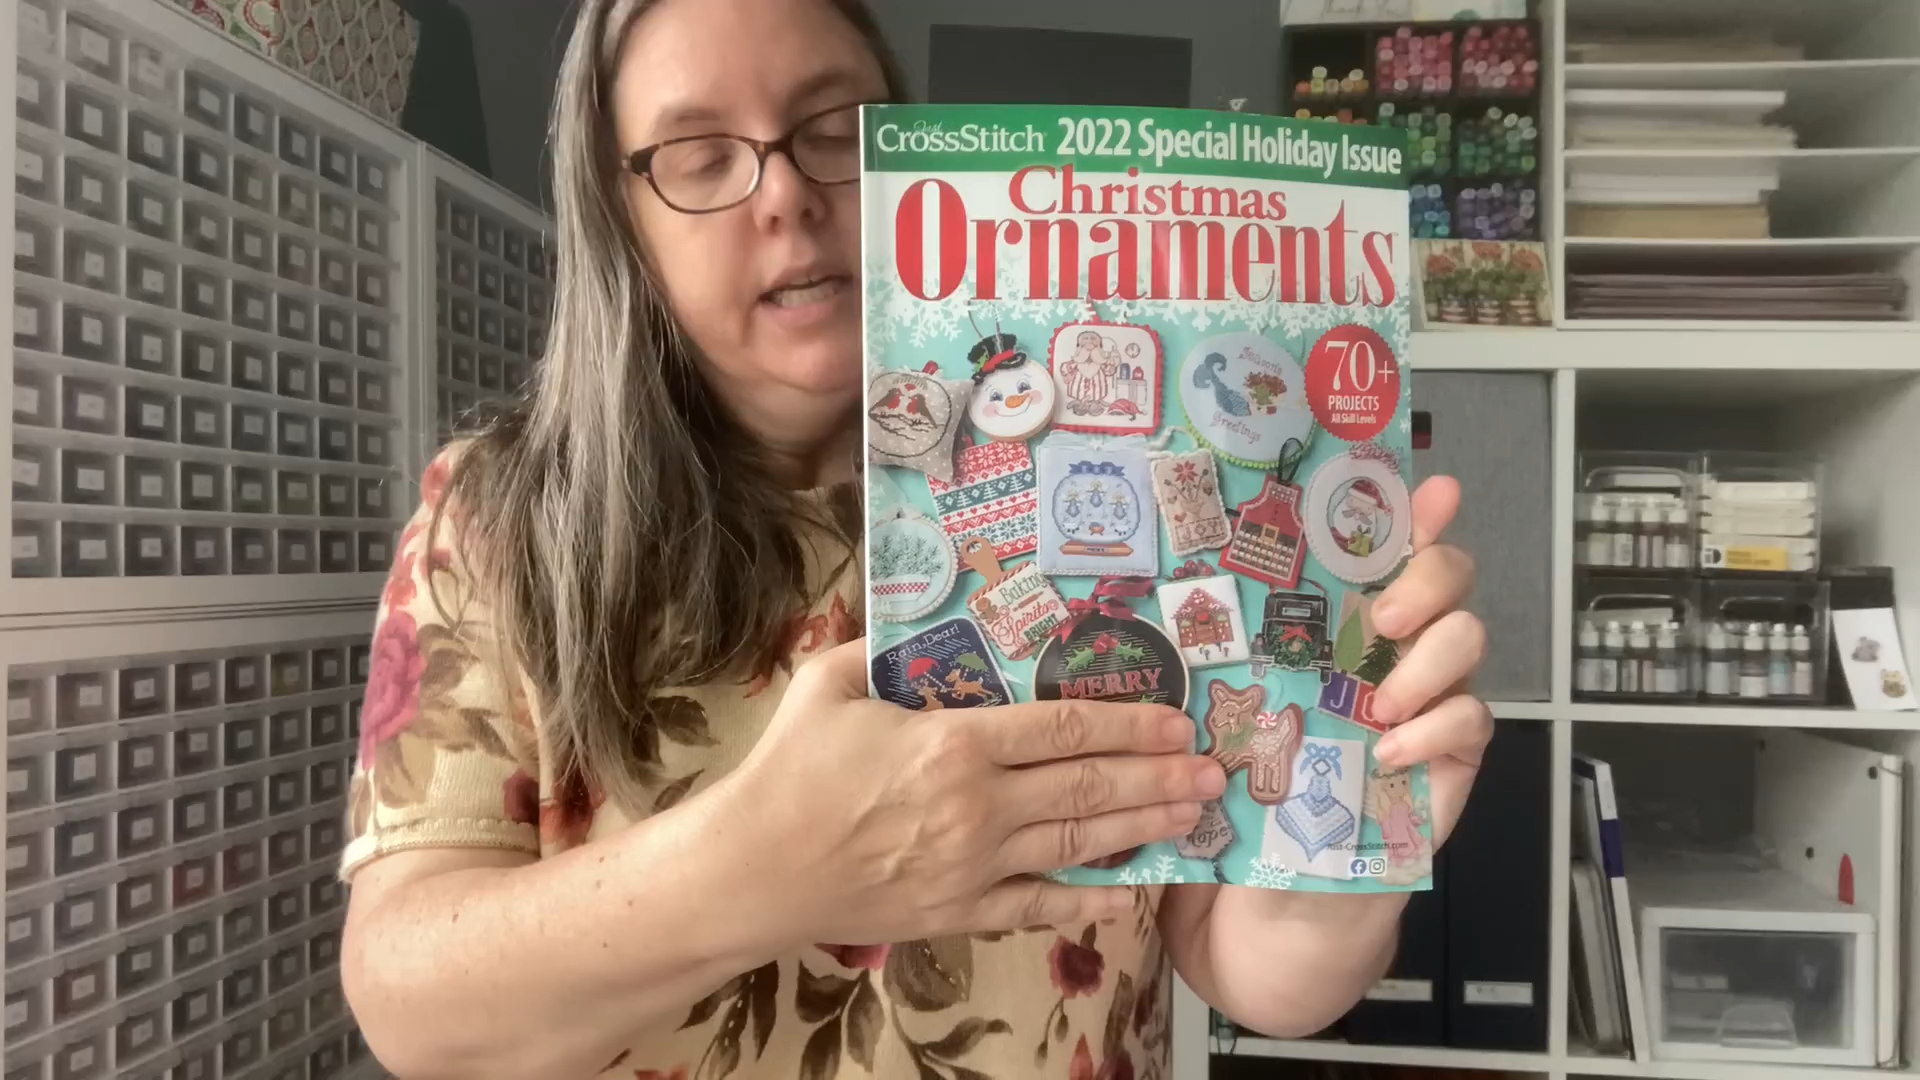 Just CrossStitch 2022 Special Holiday Issue
Christmas
Ornaments
70+
PROJECTS
All Skill Levels
Season's
Greetings
JOY
Baking
Spirits
BRIGHT
Rain, Dear!
MERRY
JO
Hope
Just-CrossStitch.com